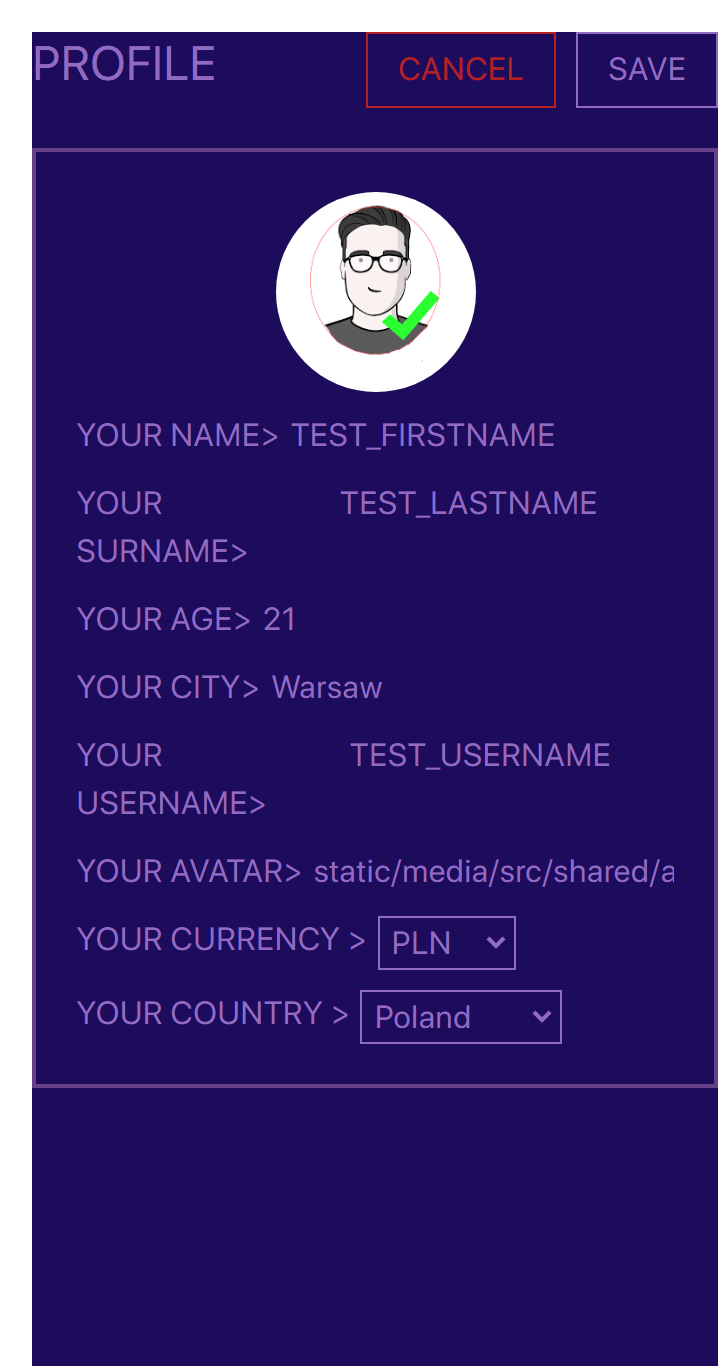 PROFILE CANCEL SAVE
YOUR NAME> TEST_FIRSTNAME
YOUR TEST_LASTNAME
SURNAME>
YOUR AGE> 21
YOUR CITY> Warsaw
YOUR TEST_USERNAME
USERNAME>
YOUR AVATAR> static/media/src/shared/a
YOUR CURRENCY > PLN
YOUR COUNTRY > Poland